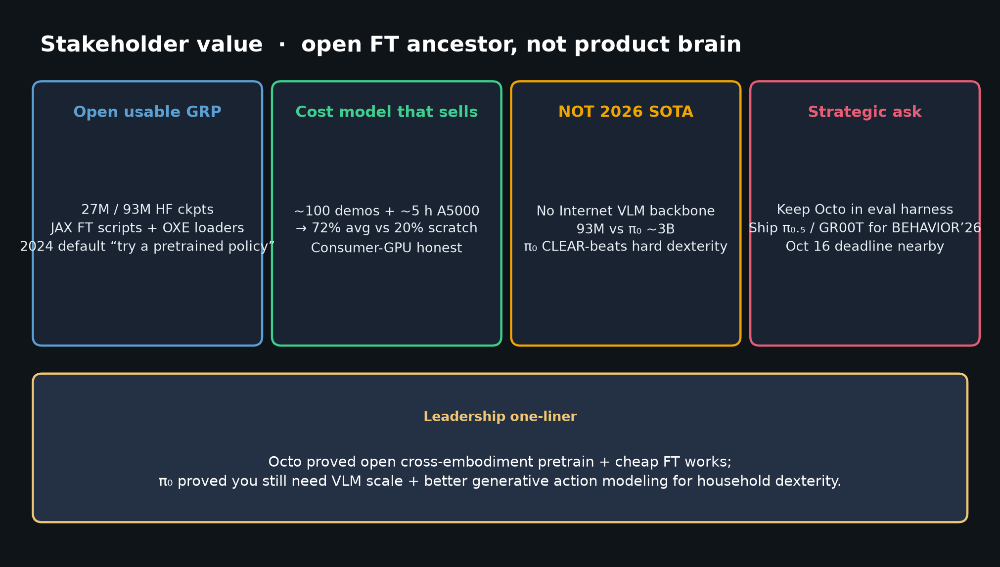 Stakeholder value · open FT ancestor, not product brain
Open usable GRP
27M / 93M HF ckpts
JAX FT scripts + OXE loaders
2024 default “try a pretrained policy”
Cost model that sells
~100 demos + ~5 h A5000
→ 72% avg vs 20% scratch
Consumer-GPU honest
NOT 2026 SOTA
No Internet VLM backbone
93M vs π₀ ~3B
π₀ CLEAR-beats hard dexterity
Strategic ask
Keep Octo in eval harness
Ship π₀.₅ / GR00T for BEHAVIOR’26
Oct 16 deadline nearby
Leadership one-liner
Octo proved open cross-embodiment pretrain + cheap FT works;
π₀ proved you still need VLM scale + better generative action modeling for household dexterity.